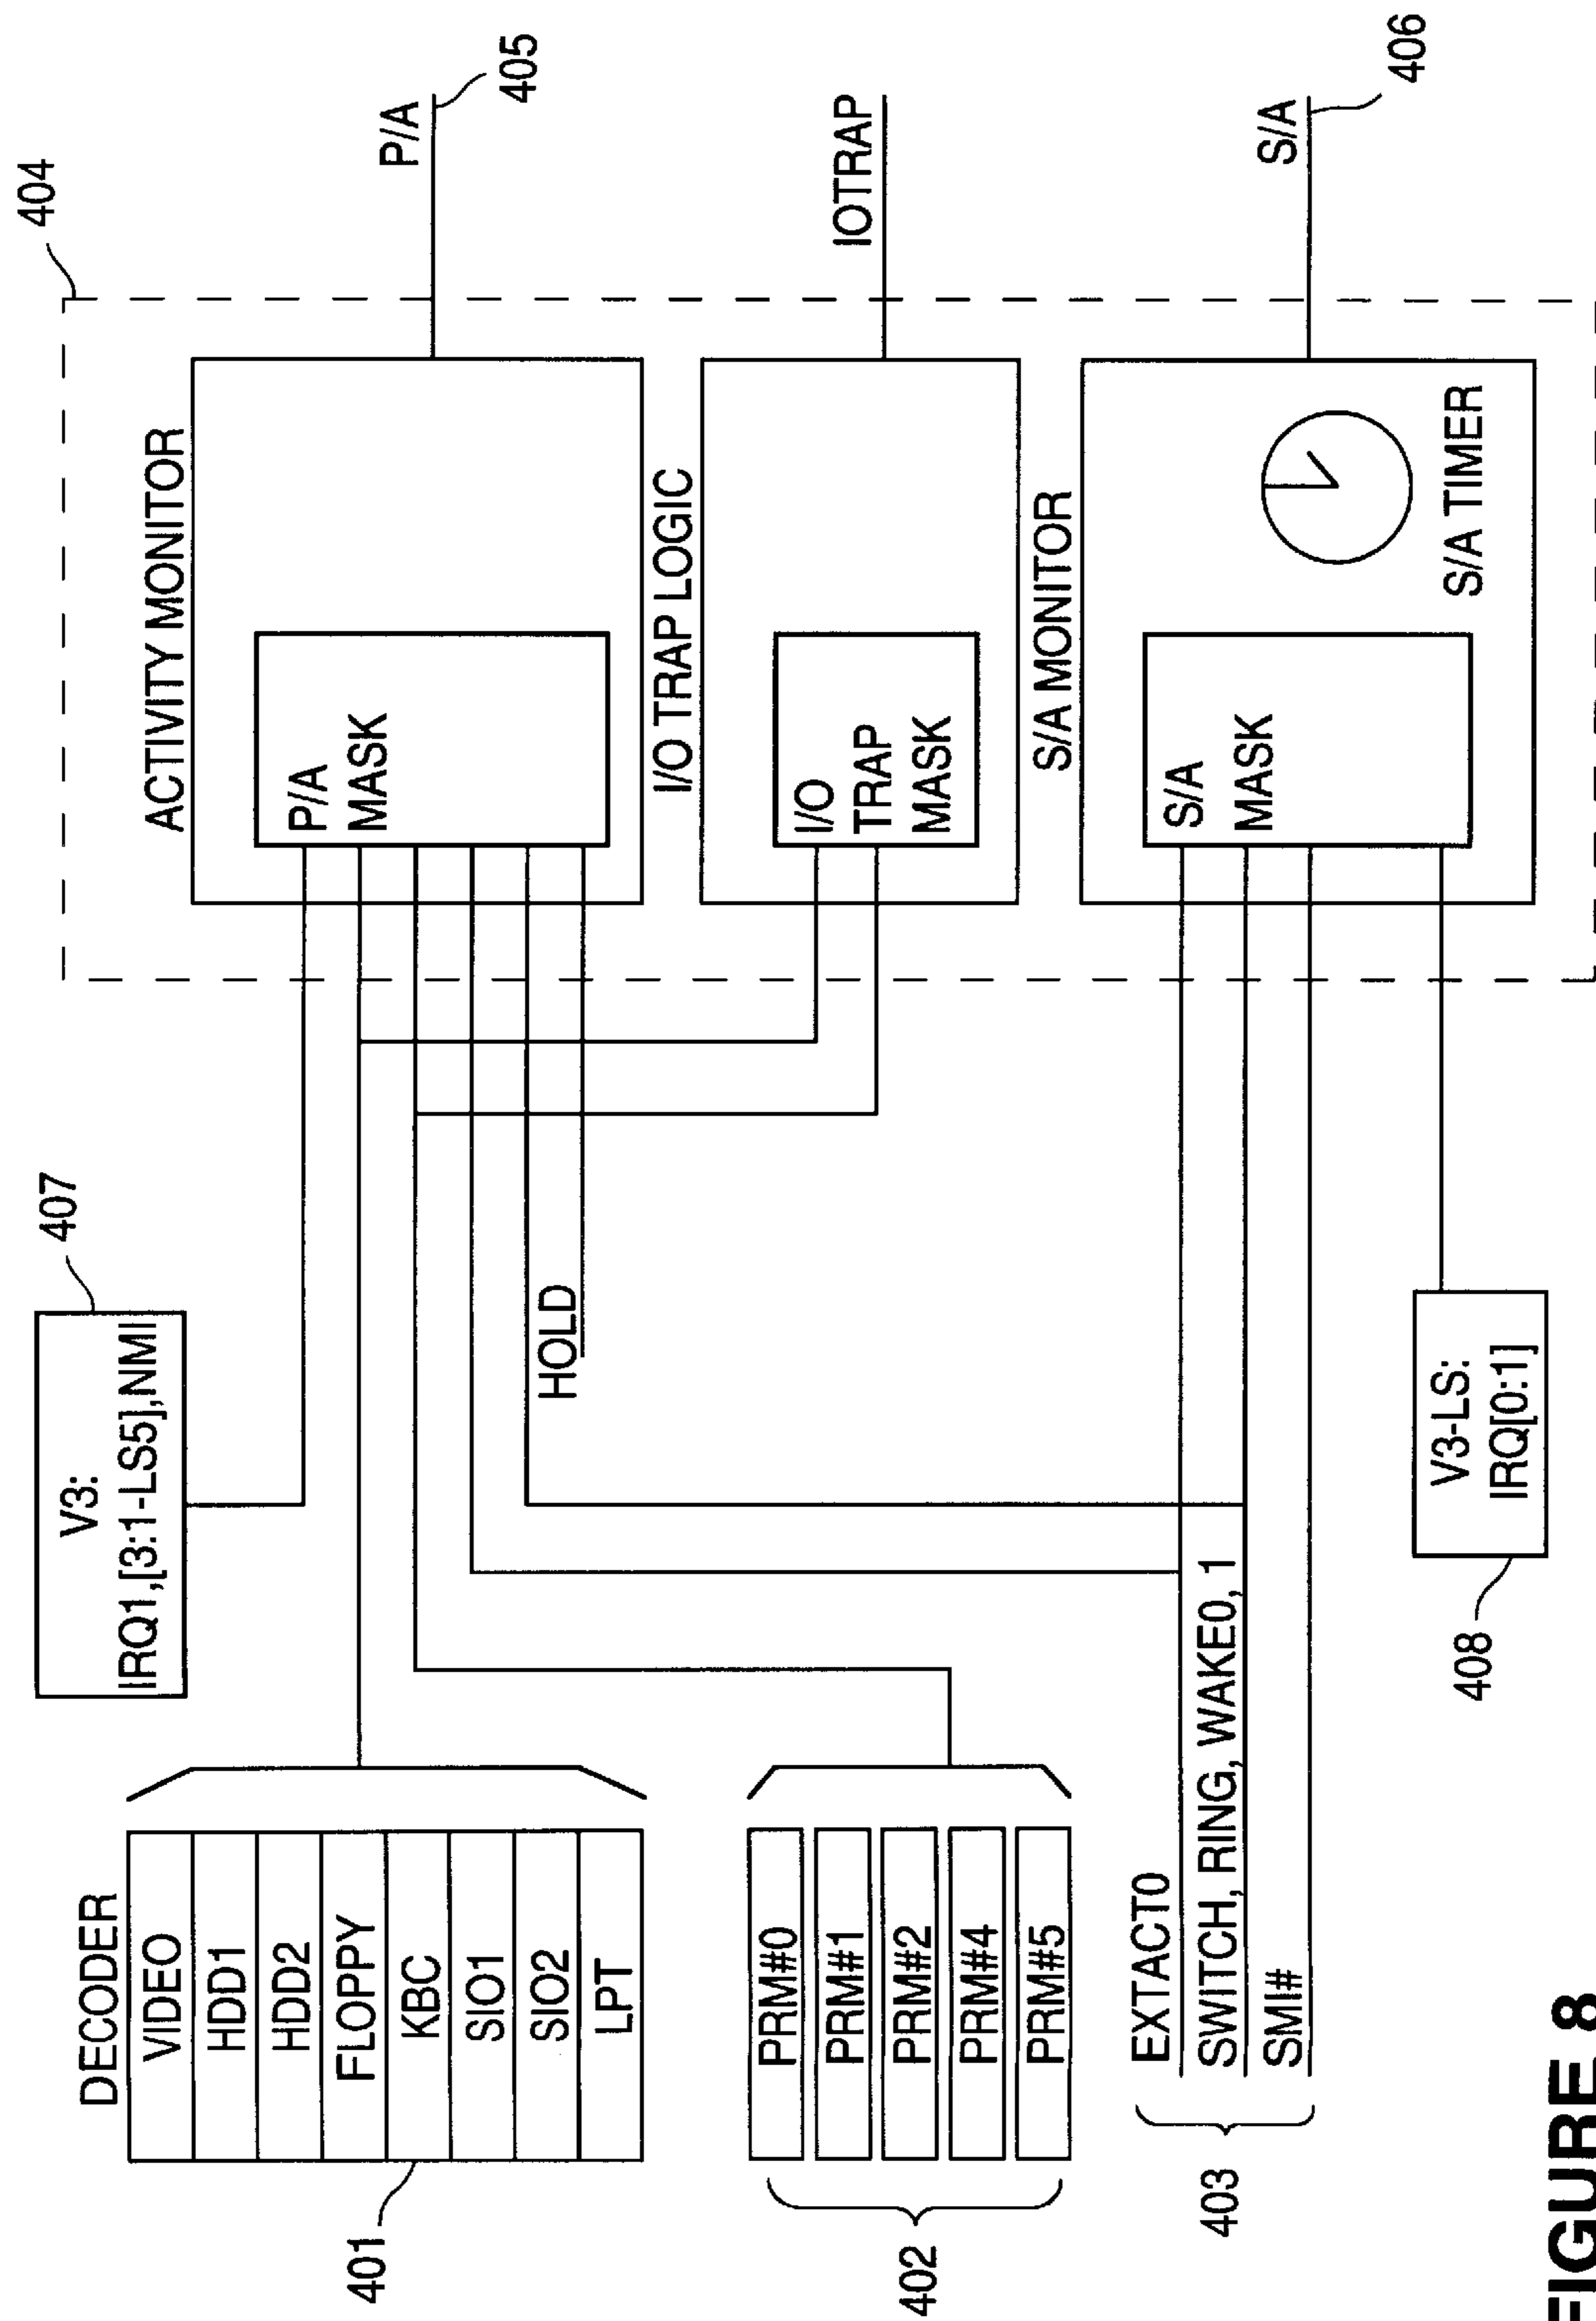 404
407
V3:
IRQ1,[3:1-LS5],NMI
DECODER
VIDEO
HDD1
HDD2
FLOPPY
KBC
SIO1
SIO2
LPT
401
PRM#0
PRM#1
PRM#2
PRM#4
PRM#5
402
EXTACT0
SWITCH, RING, WAKE0, 1
SMI#
403
HOLD
V3-LS:
IRQ[0:1]
408
ACTIVITY MONITOR
P/A
MASK
I/O TRAP LOGIC
I/O
TRAP
MASK
S/A MONITOR
S/A
MASK
S/A TIMER
P/A
405
IOTRAP
S/A
406
FIGURE 8